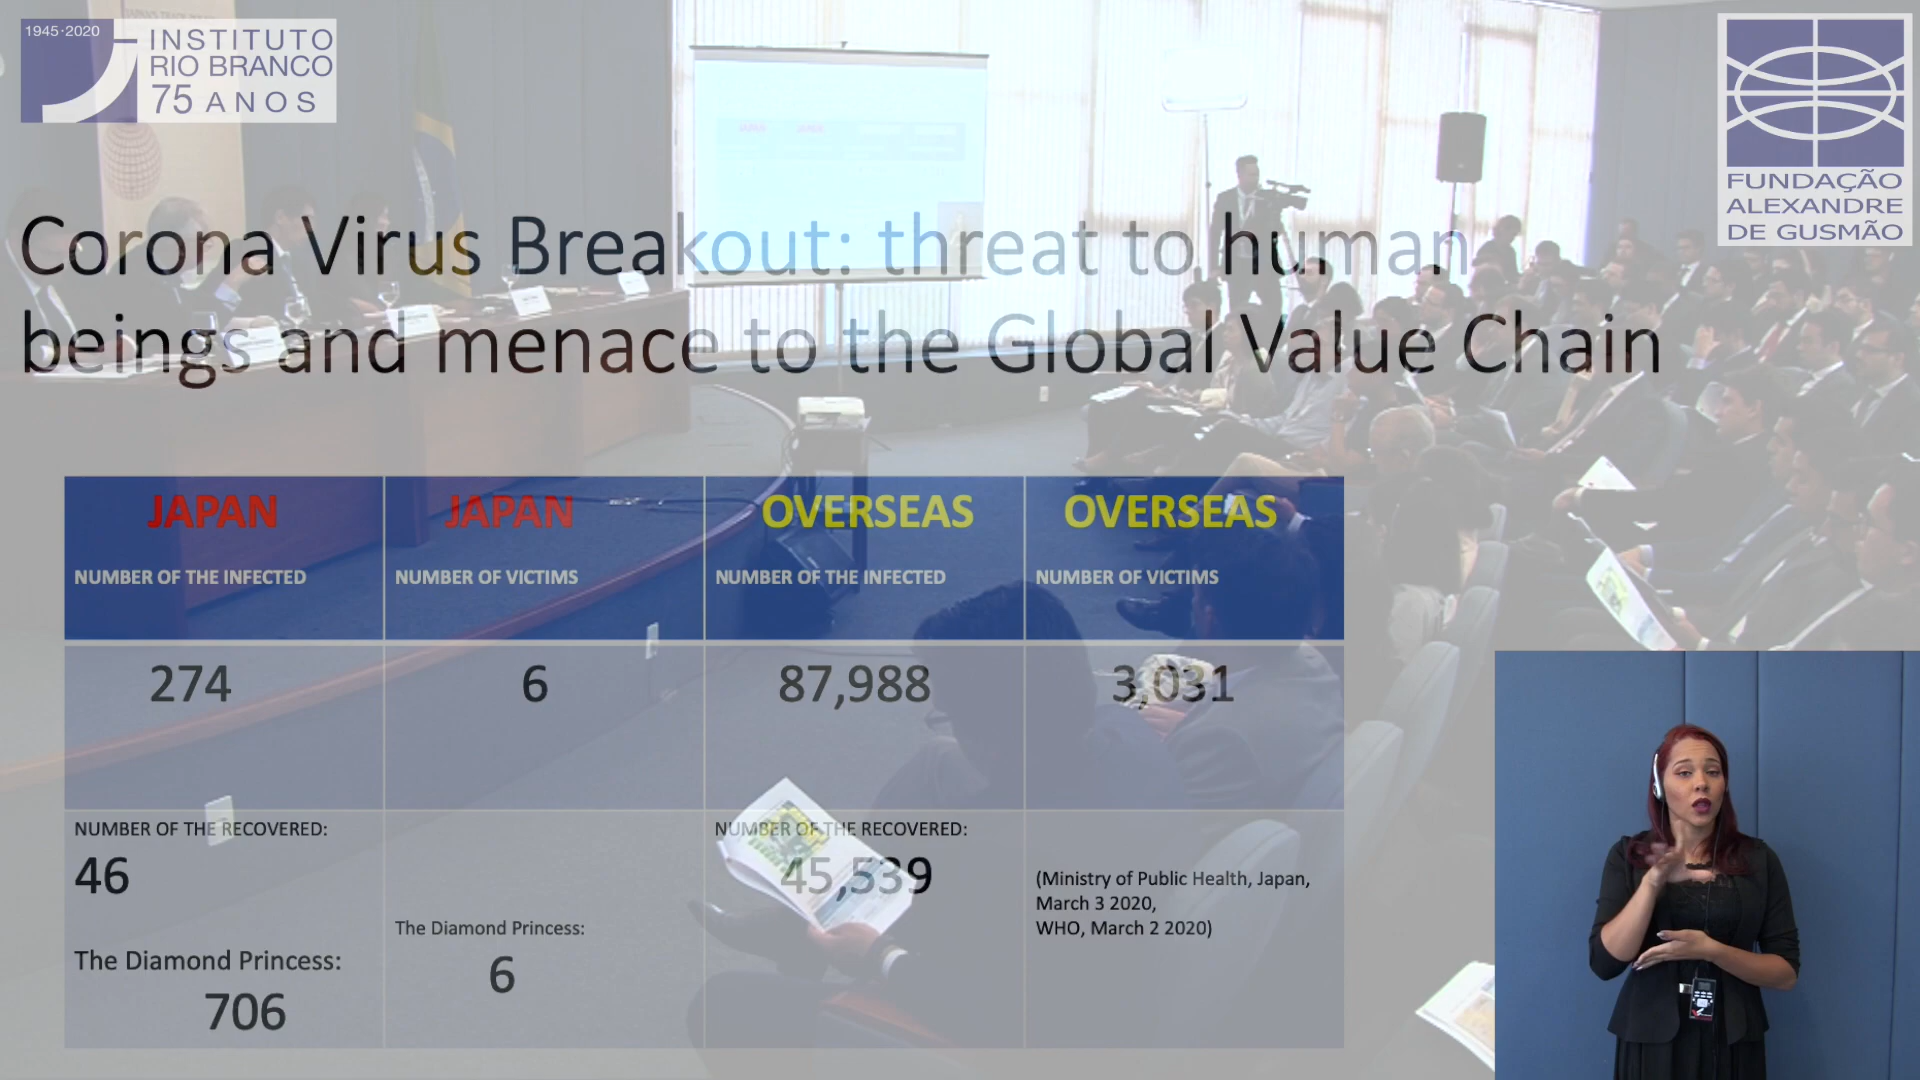 1945·2020
INSTITUTO
RIO BRANCO
75 ANOS
FUNDAÇÃO
ALEXANDRE
DE GUSMÃO
Corona Virus Breakout: threat to human
beings and menace to the Global Value Chain
JAPAN
NUMBER OF THE INFECTED
JAPAN
NUMBER OF VICTIMS
OVERSEAS
NUMBER OF THE INFECTED
OVERSEAS
NUMBER OF VICTIMS
274
6
87,988
3,031
NUMBER OF THE RECOVERED:
46
The Diamond Princess:
706
The Diamond Princess:
6
NUMBER OF THE RECOVERED:
45,539
(Ministry of Public Health, Japan,
March 3 2020,
WHO, March 2 2020)